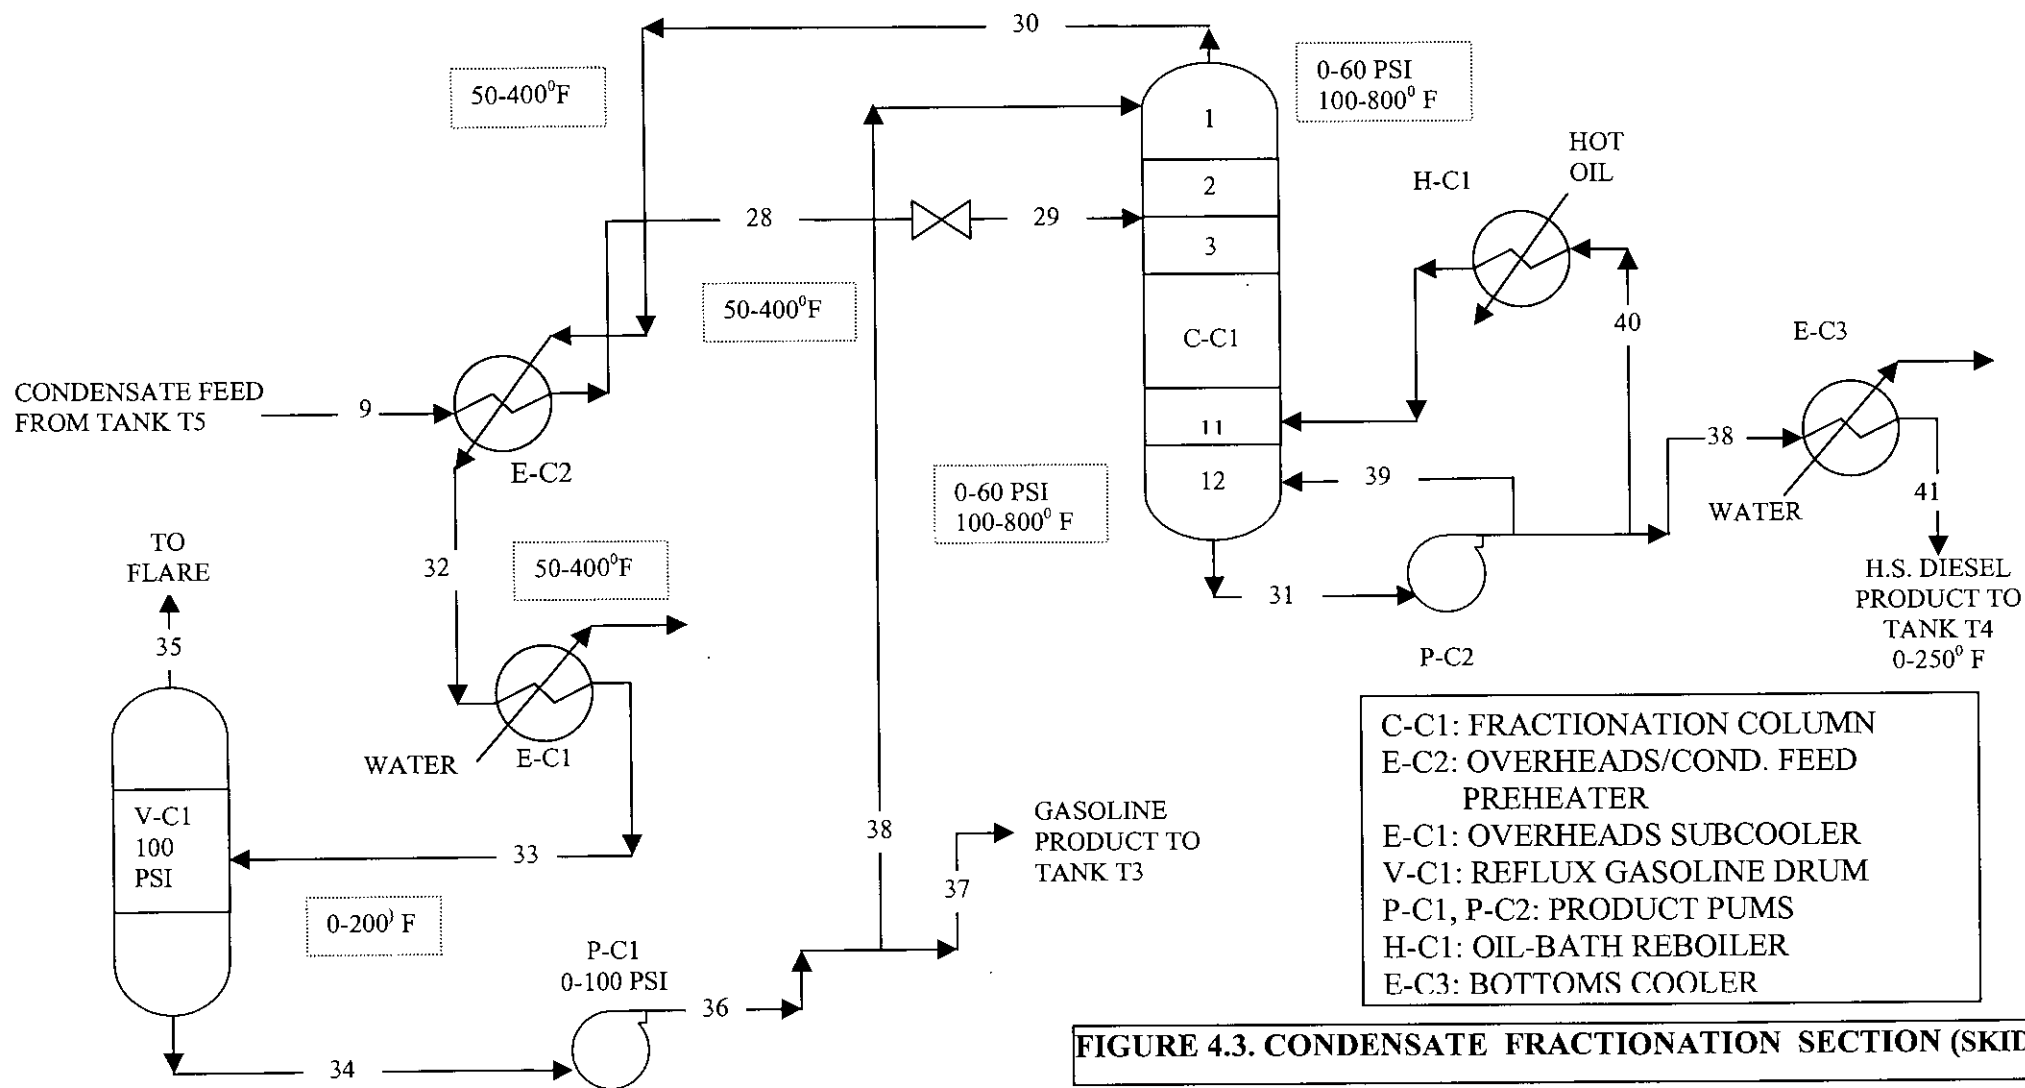 30
50-400⁰F
0-60 PSI
100-800⁰ F
1
HOT
OIL
H-C1
2
28
29
3
50-400⁰F
C-C1
40
E-C3
CONDENSATE FEED
FROM TANK T5
9
11
38
E-C2
0-60 PSI
100-800⁰ F
12
39
41
WATER
TO
FLARE
32
50-400⁰F
31
H.S. DIESEL
PRODUCT TO
TANK T4
0-250⁰ F
35
P-C2
WATER
E-C1
C-C1: FRACTIONATION COLUMN
E-C2: OVERHEADS/COND. FEED
PREHEATER
E-C1: OVERHEADS SUBCOOLER
V-C1: REFLUX GASOLINE DRUM
P-C1, P-C2: PRODUCT PUMS
H-C1: OIL-BATH REBOILER
E-C3: BOTTOMS COOLER
V-C1
100
PSI
33
38
GASOLINE
PRODUCT TO
TANK T3
37
0-200⁾ F
P-C1
0-100 PSI
36
34
FIGURE 4.3. CONDENSATE FRACTIONATION SECTION (SKID